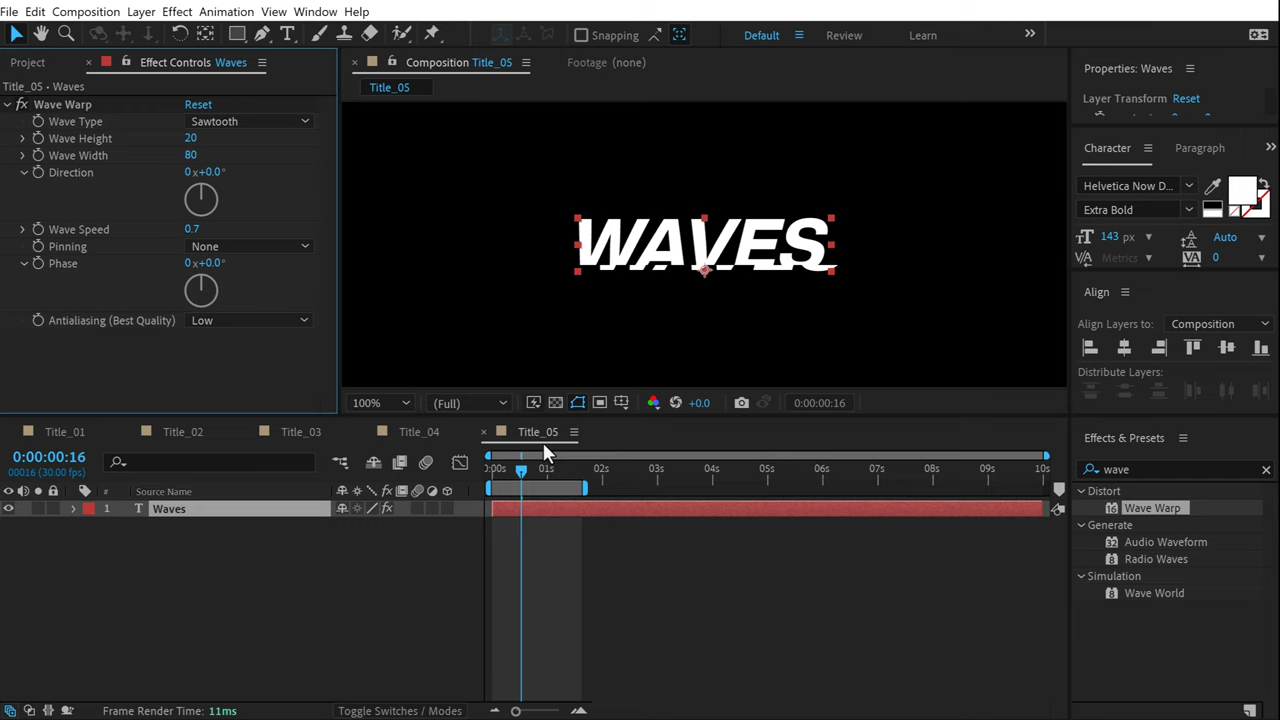 File Edit Composition Layer Effect Animation View Window Help
Snapping Default Review Learn
Project Effect Controls Waves
Composition Title_05 Footage (none)
Properties: Waves
Title_05 • Waves
Title_05
Layer Transform Reset
fx Wave Warp Reset
Wave Type Sawtooth
Wave Height 20
Wave Width 80
Direction 0 x+0.0°
Wave Speed 0.7
Pinning None
Phase 0 x+0.0°
Antialiasing (Best Quality) Low
WAVES
100% (Full) +0.0 0:00:00:16
Character Paragraph
Helvetica Now D...
Extra Bold
143 px Auto
Metrics 0
Align
Align Layers to: Composition
Distribute Layers:
Effects & Presets
wave
Distort
16 Wave Warp
Generate
32 Audio Waveform
8 Radio Waves
Simulation
8 Wave World
Title_01 Title_02 Title_03 Title_04 Title_05
0:00:00:16
00016 (30.00 fps)
0:00s 01s 02s 03s 04s 05s 06s 07s 08s 09s 10s
# Source Name
1 T Waves
Frame Render Time: 11ms Toggle Switches / Modes